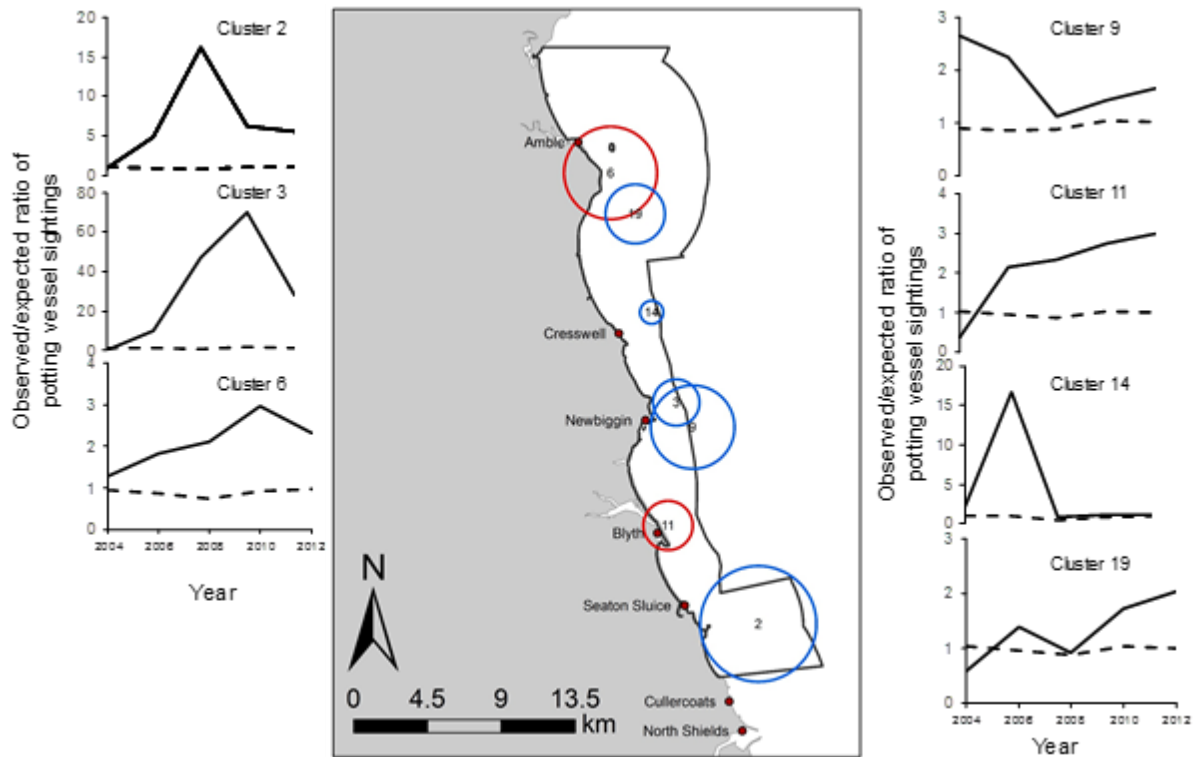 Observed/expected ratio of
potting vessel sightings
Cluster 2
20
15
10
5
0
Cluster 3
80
60
40
20
0
Cluster 6
4
3
2
1
0
2004 2006 2008 2010 2012
Year
Amble
6
19
14
Cresswell
3
Newbiggin
9
11
Blyth
Seaton Sluice
2
N
0 4.5 9 13.5
km
Cullercoats
North Shields
Observed/expected ratio of
potting vessel sightings
Cluster 9
3
2
1
0
Cluster 11
4
3
2
1
0
Cluster 14
20
15
10
5
0
Cluster 19
3
2
1
0
2004 2006 2008 2010 2012
Year